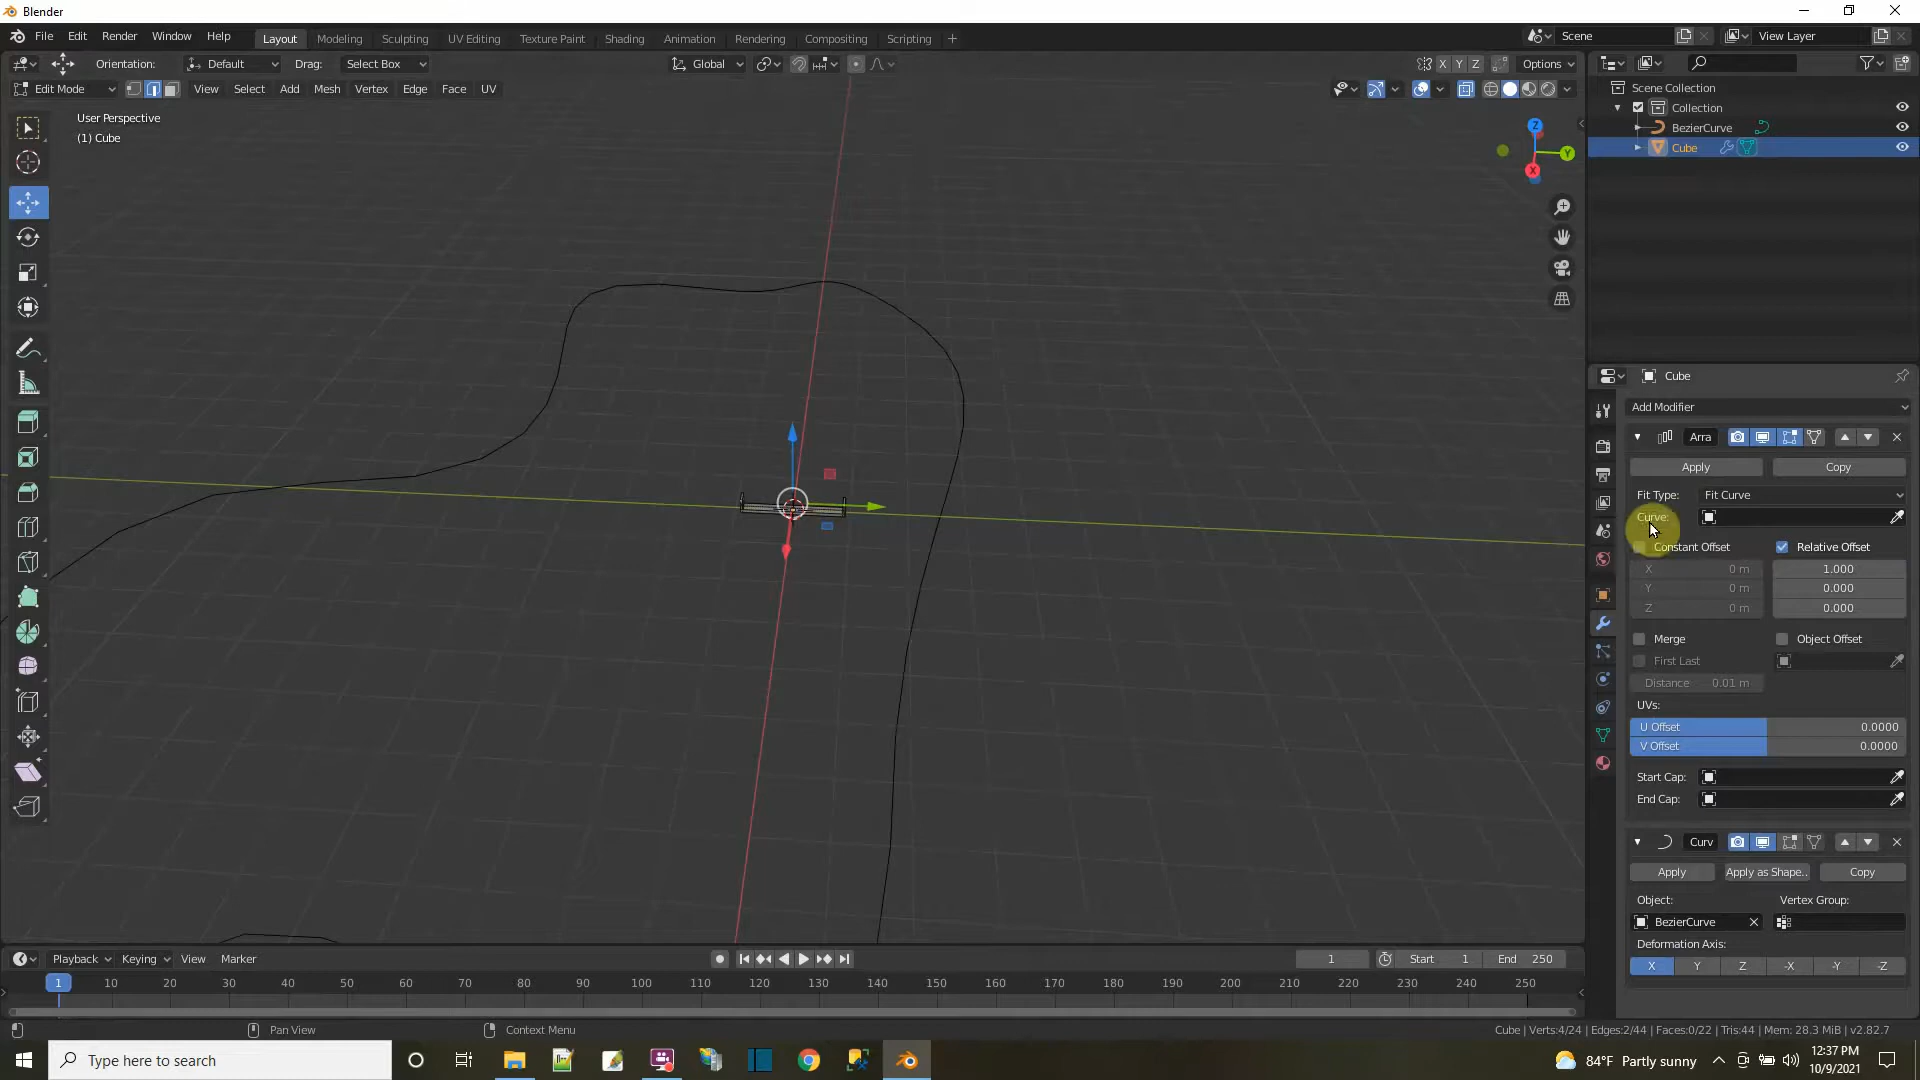 Blender
File Edit Render Window Help
Layout Modeling Sculpting UV Editing Texture Paint Shading Animation Rendering Compositing Scripting
Scene
View Layer
Orientation: Default Drag: Select Box
Global
X Y Z
Options
Edit Mode View Select Add Mesh Vertex Edge Face UV
User Perspective
(1) Cube
Z
Y
X
Scene Collection
Collection
BezierCurve
Cube
Cube
Add Modifier
Arra
Apply Copy
Fit Type: Fit Curve
Curve:
Constant Offset Relative Offset
X 0 m 1.000
Y 0 m 0.000
Z 0 m 0.000
Merge Object Offset
First Last
Distance 0.01 m
UVs:
U Offset 0.0000
V Offset 0.0000
Start Cap:
End Cap:
Curv
Apply Apply as Shape.. Copy
Object: Vertex Group:
BezierCurve
Deformation Axis:
X Y Z -X -Y -Z
Playback Keying View Marker
1 Start 1 End 250
1 10 20 30 40 50 60 70 80 90 100 110 120 130 140 150 160 170 180 190 200 210 220 230 240 250
Pan View Context Menu
Cube | Verts:4/24 | Edges:2/44 | Faces:0/22 | Tris:44 | Mem: 28.3 MiB | v2.82.7
Type here to search
84°F Partly sunny
12:37 PM
10/9/2021